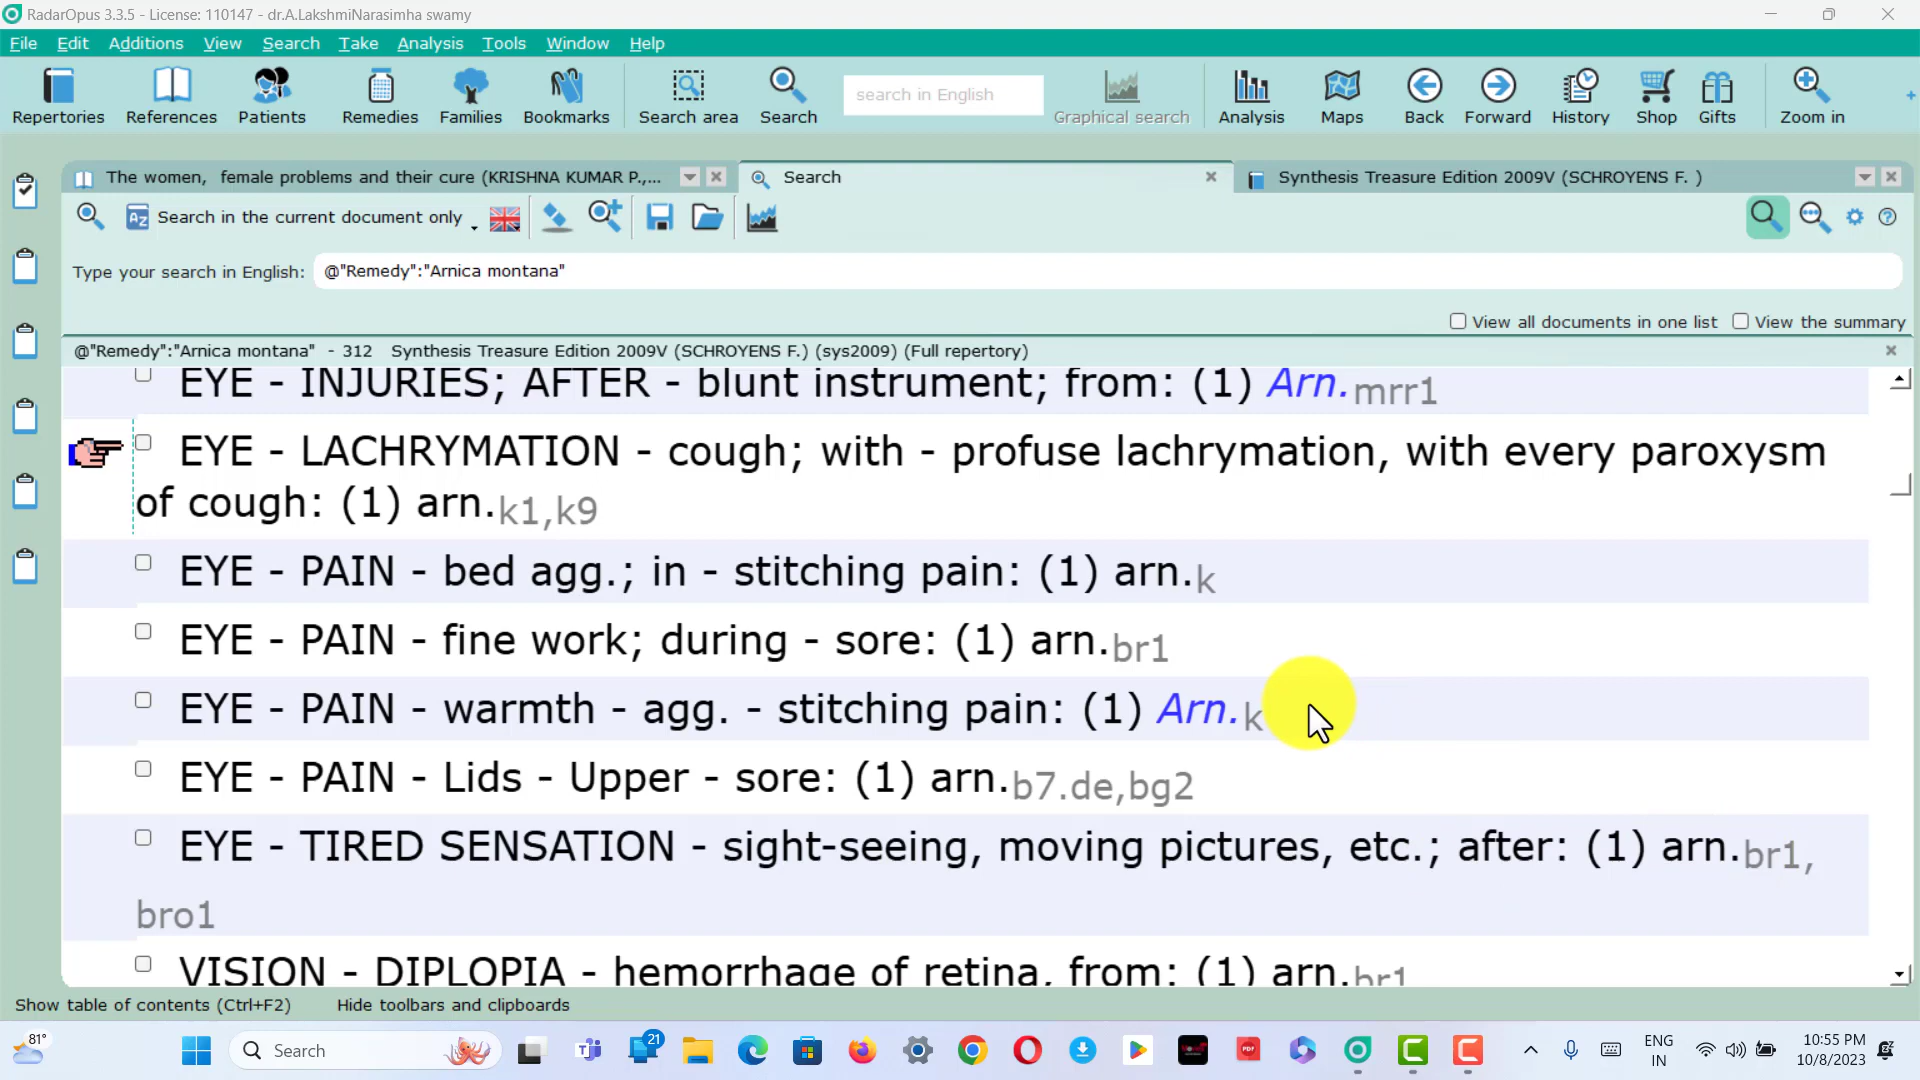 RadarOpus 3.3.5 - License: 110147 - dr.A.LakshmiNarasimha swamy
File Edit Additions View Search Take Analysis Tools Window Help
Repertories References Patients Remedies Families Bookmarks Search area Search search in English Graphical search Analysis Maps Back Forward History Shop Gifts Zoom in
The women, female problems and their cure (KRISHNA KUMAR P.,... Search Synthesis Treasure Edition 2009V (SCHROYENS F. )
Search in the current document only
Type your search in English: @"Remedy":"Arnica montana"
View all documents in one list View the summary
@"Remedy":"Arnica montana" - 312 Synthesis Treasure Edition 2009V (SCHROYENS F.) (sys2009) (Full repertory)
EYE - INJURIES; AFTER - blunt instrument; from: (1) Arn.mrr1
EYE - LACHRYMATION - cough; with - profuse lachrymation, with every paroxysm
of cough: (1) arn.k1,k9
EYE - PAIN - bed agg.; in - stitching pain: (1) arn.k
EYE - PAIN - fine work; during - sore: (1) arn.br1
EYE - PAIN - warmth - agg. - stitching pain: (1) Arn.k
EYE - PAIN - Lids - Upper - sore: (1) arn.b7.de,bg2
EYE - TIRED SENSATION - sight-seeing, moving pictures, etc.; after: (1) arn.br1,
bro1
VISION - DIPLOPIA - hemorrhage of retina, from: (1) arn.br1
Show table of contents (Ctrl+F2) Hide toolbars and clipboards
81° Search 21 PDF ENG 10:55 PM
IN 10/8/2023